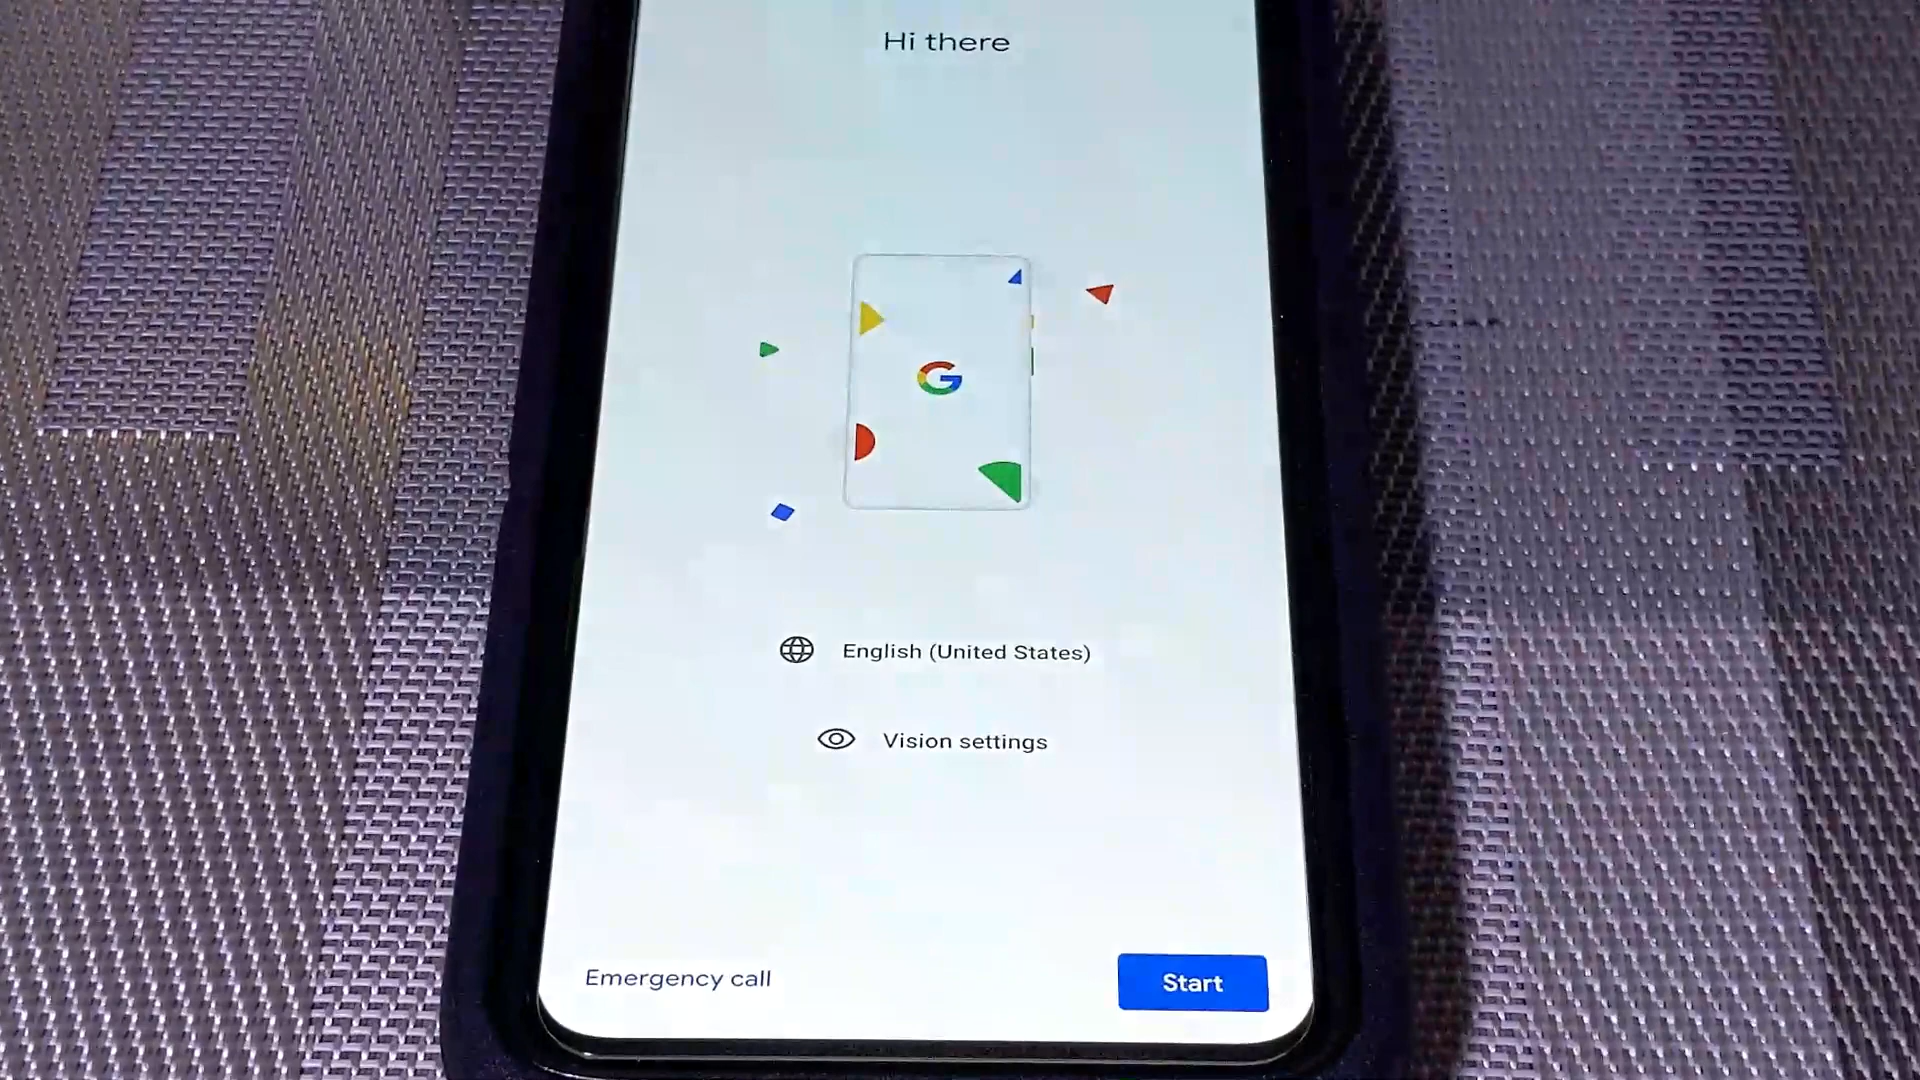 Hi there
G
English (United States)
Vision settings
Emergency call
Start